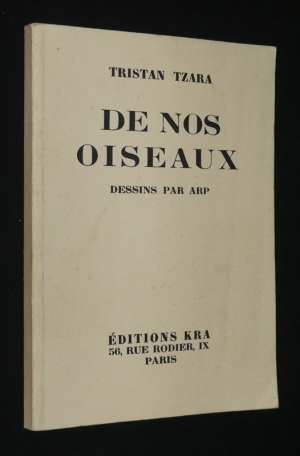 TRISTAN TZARA
DE NOS
OISEAUX
DESSINS PAR ARP
ÉDITIONS KRA
56, RUE RODIER, IX
PARIS